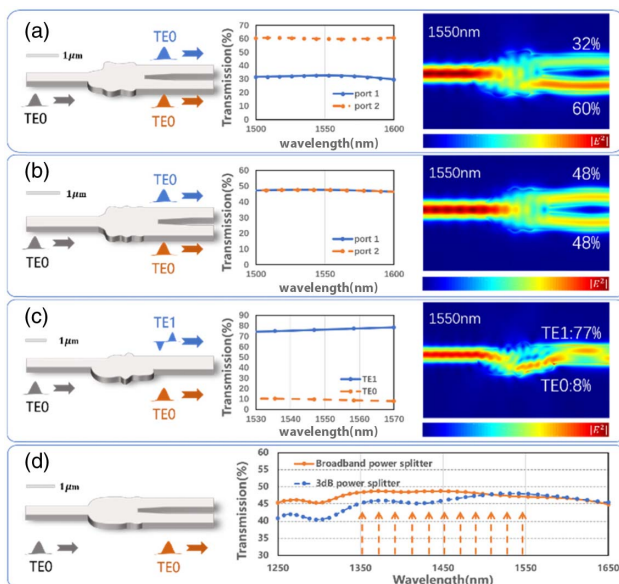 (a)
1μm
TE0
TE0
TE0
Transmission(%)
70
60
50
40
30
20
10
0
port 1
port 2
1500
1550
1600
wavelength(nm)
1550nm
32%
60%
|E²|
(b)
1μm
TE0
TE0
TE0
Transmission(%)
60
50
40
30
20
10
0
port 1
port 2
1500
1550
1600
wavelength(nm)
1550nm
48%
48%
|E²|
(c)
1μm
TE1
TE0
TE0
Transmission(%)
90
80
70
60
50
40
30
20
10
0
TE1
TE0
1530
1540
1550
1560
1570
wavelength(nm)
1550nm
TE1:77%
TE0:8%
|E²|
(d)
1μm
TE0
TE0
Transmission(%)
60
55
50
45
40
35
30
Broadband power splitter
3dB power splitter
1250
1350
1450
1550
1650
Wavelength(nm)